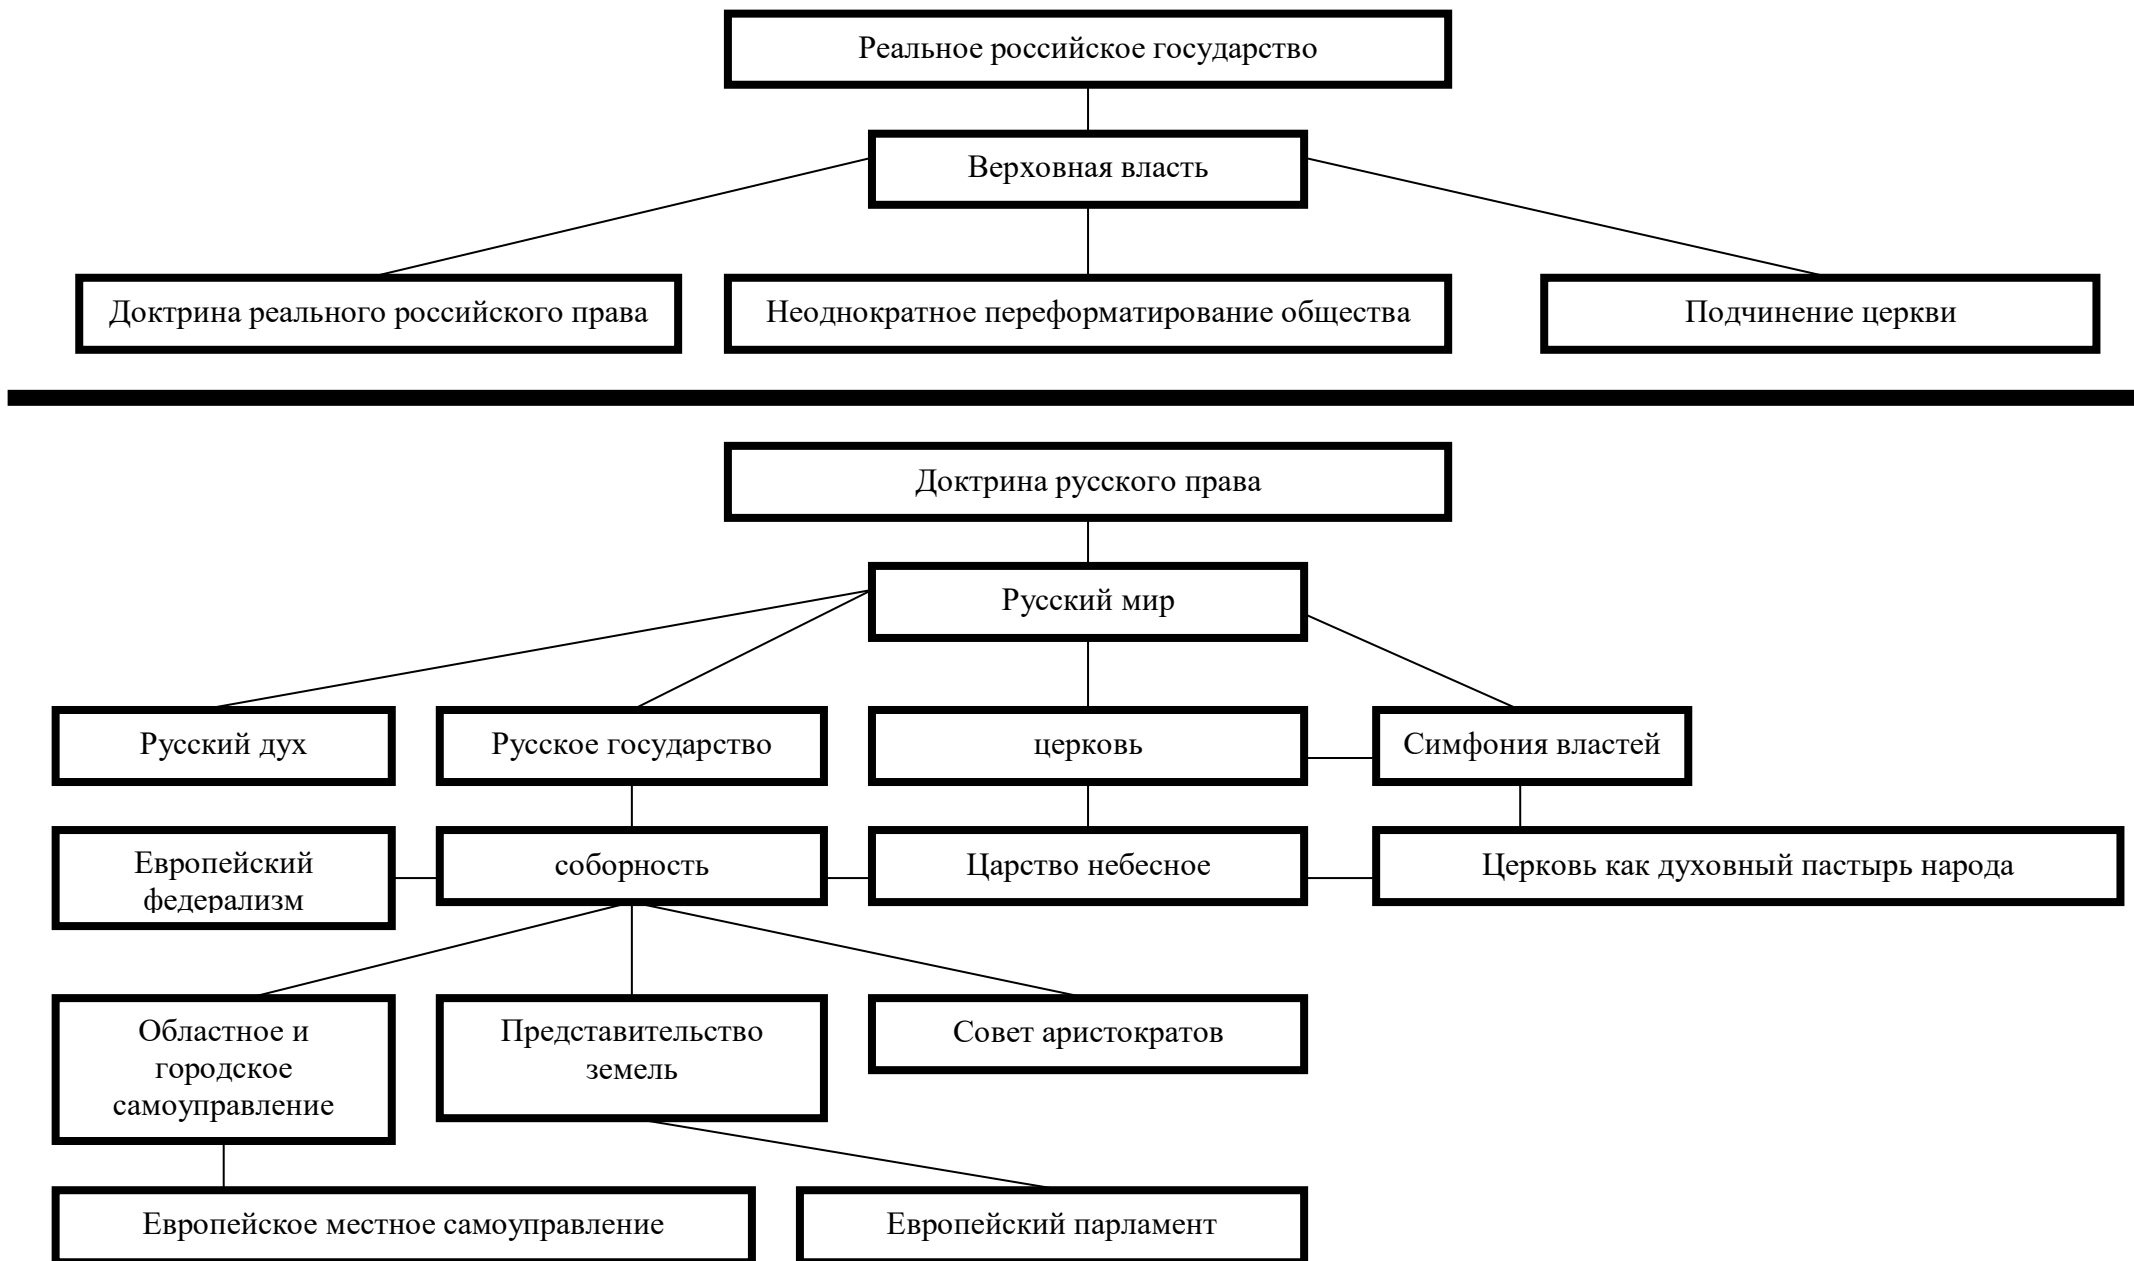 Реальное российское государство
Верховная власть
Доктрина реального российского права
Неоднократное переформатирование общества
Подчинение церкви
Доктрина русского права
Русский мир
Русский дух
Русское государство
церковь
Симфония властей
Европейский
федерализм
соборность
Царство небесное
Церковь как духовный пастырь народа
Областное и
городское
самоуправление
Представительство
земель
Совет аристократов
Европейское местное самоуправление
Европейский парламент